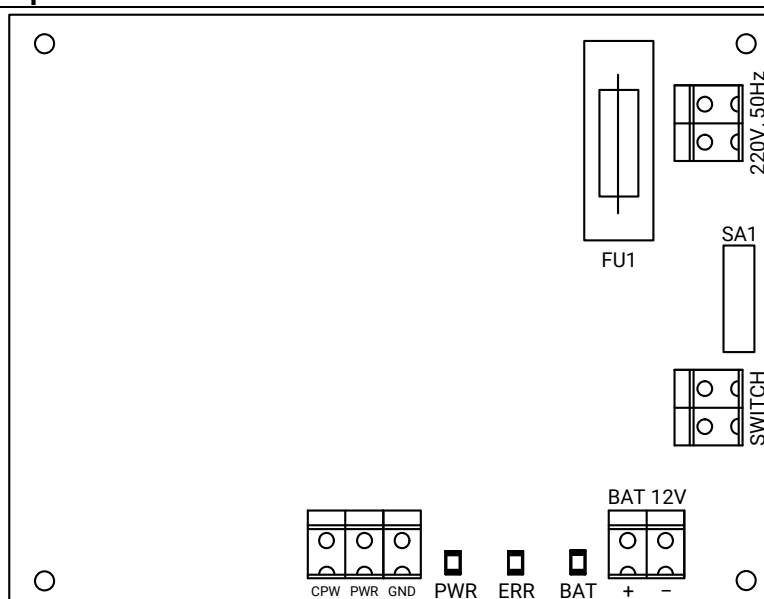 220V, 50Hz
FU1
SA1
SWITCH
BAT 12V
CPW PWR GND
PWR ERR BAT
+ −